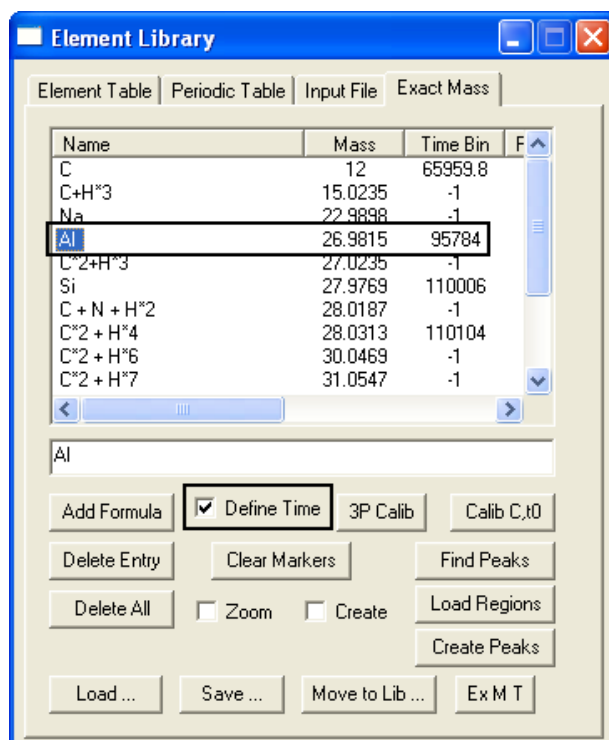 Element Library
Element Table Periodic Table Input File Exact Mass
Name Mass Time Bin F
C 12 65959.8
C+H*3 15.0235 -1
Na 22.9898 -1
Al 26.9815 95784
C*2+H*3 27.0235 -1
Si 27.9769 110006
C + N + H*2 28.0187 -1
C*2 + H*4 28.0313 110104
C*2 + H*6 30.0469 -1
C*2 + H*7 31.0547 -1
Al
Add Formula Define Time 3P Calib Calib C,t0
Delete Entry Clear Markers Find Peaks
Delete All Zoom Create Load Regions
Create Peaks
Load ... Save ... Move to Lib ... Ex M T